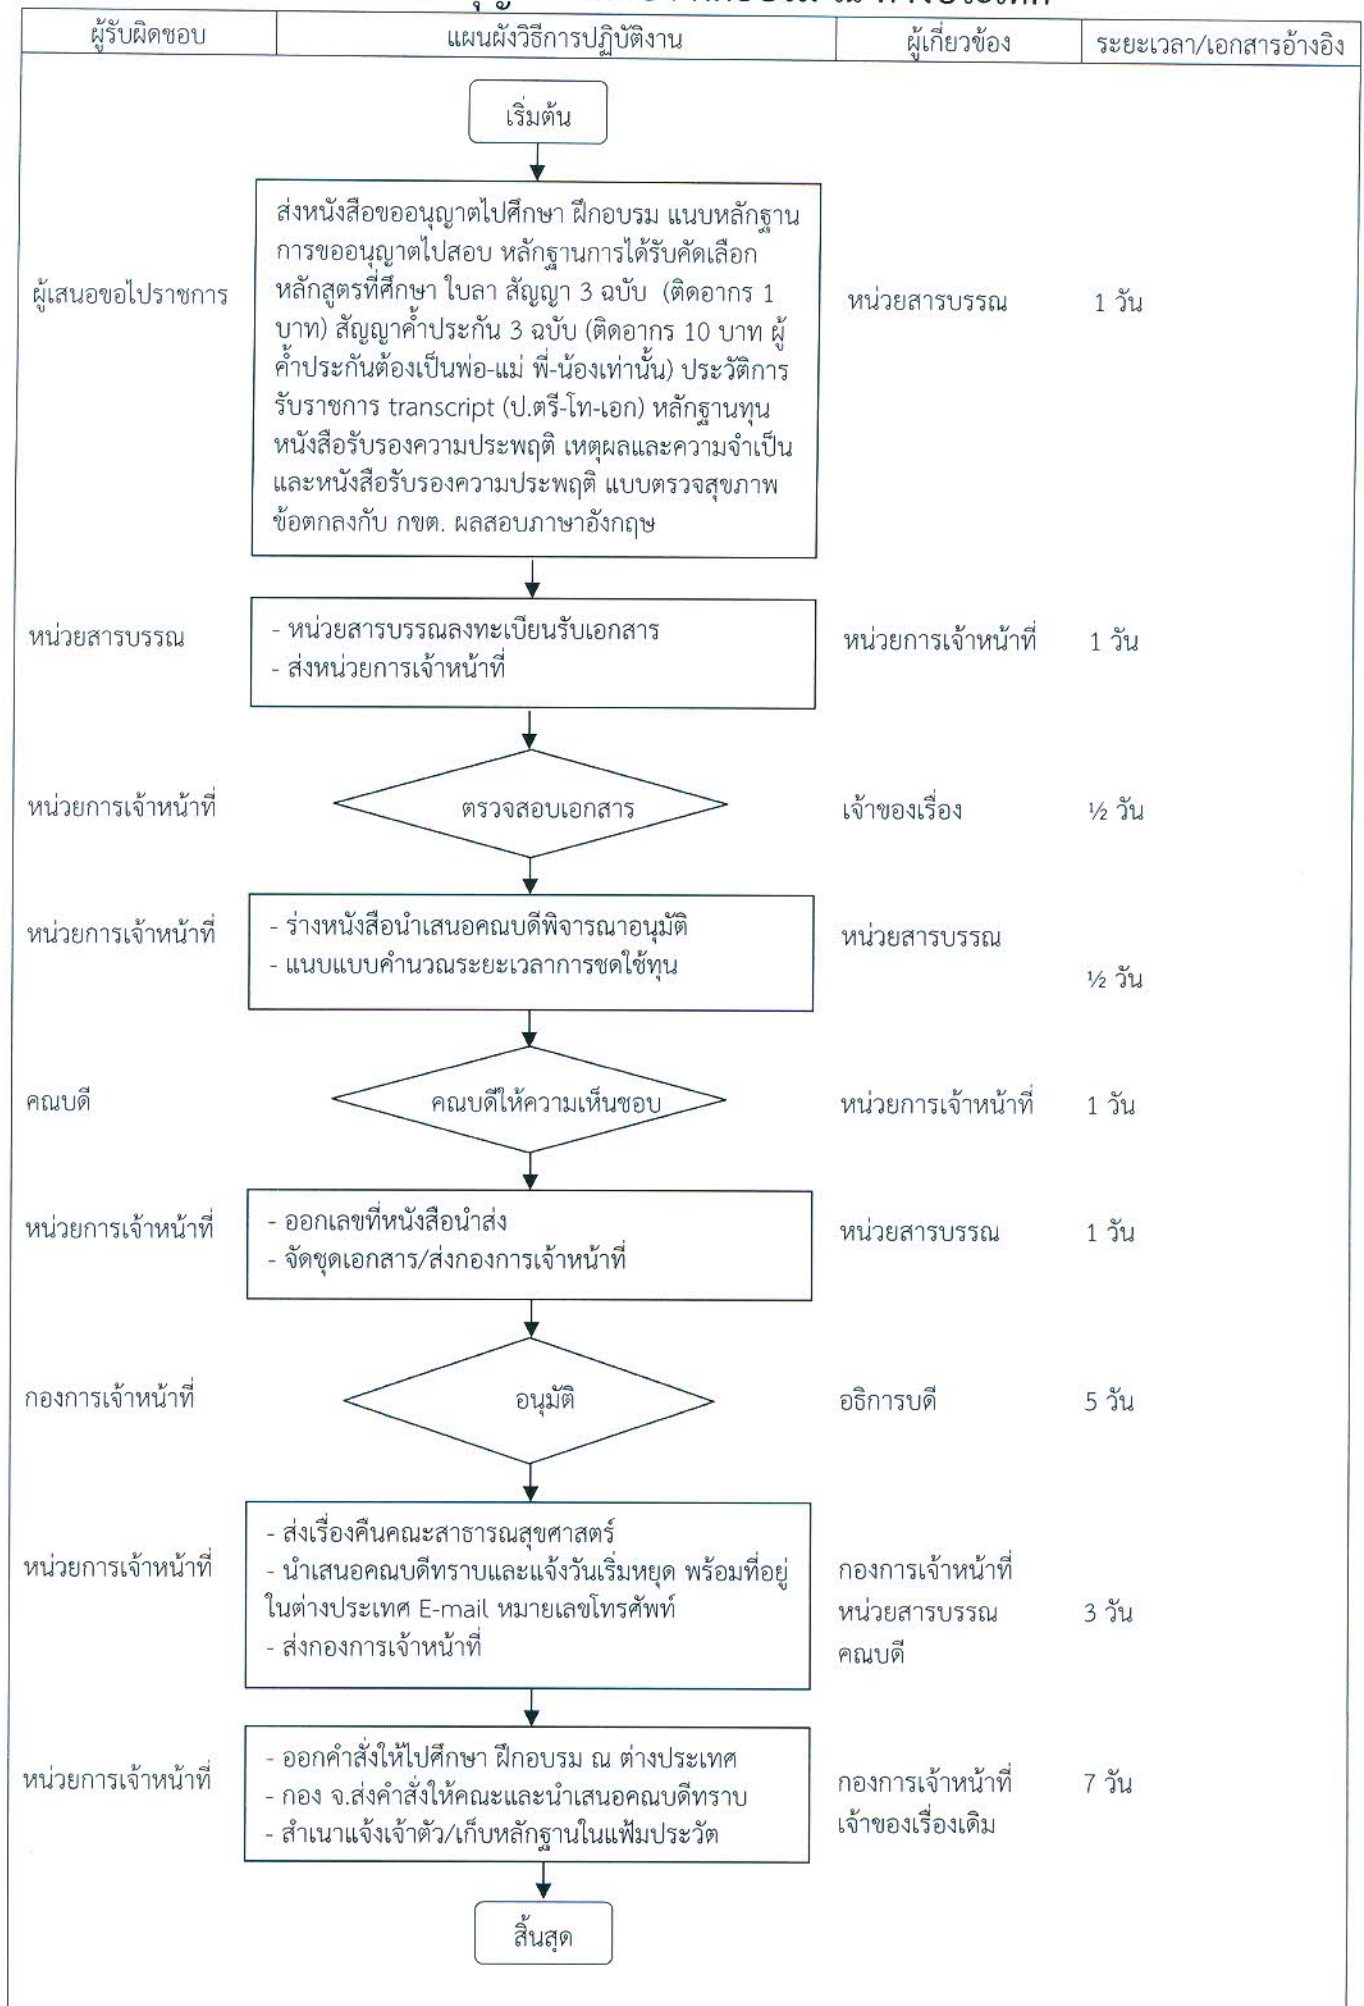 ผู้รับผิดชอบ แผนผังวิธีการปฏิบัติงาน ผู้เกี่ยวข้อง ระยะเวลา/เอกสารอ้างอิง
เริ่มต้น
ส่งหนังสือขออนุญาตไปศึกษา ฝึกอบรม แนบหลักฐาน
การขออนุญาตไปสอบ หลักฐานการได้รับคัดเลือก
หลักสูตรที่ศึกษา ใบลา สัญญา 3 ฉบับ (ติดอากร 1
บาท) สัญญาค้ำประกัน 3 ฉบับ (ติดอากร 10 บาท ผู้
ค้ำประกันต้องเป็นพ่อ-แม่ พี่-น้องเท่านั้น) ประวัติการ
รับราชการ transcript (ป.ตรี-โท-เอก) หลักฐานทุน
หนังสือรับรองความประพฤติ เหตุผลและความจำเป็น
และหนังสือรับรองความประพฤติ แบบตรวจสุขภาพ
ข้อตกลงกับ กขต. ผลสอบภาษาอังกฤษ
ผู้เสนอขอไปราชการ
หน่วยสารบรรณ
1 วัน
หน่วยสารบรรณ
- หน่วยสารบรรณลงทะเบียนรับเอกสาร
- ส่งหน่วยการเจ้าหน้าที่
หน่วยการเจ้าหน้าที่
1 วัน
หน่วยการเจ้าหน้าที่
ตรวจสอบเอกสาร
เจ้าของเรื่อง
½ วัน
หน่วยการเจ้าหน้าที่
- ร่างหนังสือนำเสนอคณบดีพิจารณาอนุมัติ
- แนบแบบคำนวณระยะเวลาการชดใช้ทุน
หน่วยสารบรรณ
½ วัน
คณบดี
คณบดีให้ความเห็นชอบ
หน่วยการเจ้าหน้าที่
1 วัน
หน่วยการเจ้าหน้าที่
- ออกเลขที่หนังสือนำส่ง
- จัดชุดเอกสาร/ส่งกองการเจ้าหน้าที่
หน่วยสารบรรณ
1 วัน
กองการเจ้าหน้าที่
อนุมัติ
อธิการบดี
5 วัน
หน่วยการเจ้าหน้าที่
- ส่งเรื่องคืนคณะสาธารณสุขศาสตร์
- นำเสนอคณบดีทราบและแจ้งวันเริ่มหยุด พร้อมที่อยู่
ในต่างประเทศ E-mail หมายเลขโทรศัพท์
- ส่งกองการเจ้าหน้าที่
กองการเจ้าหน้าที่
หน่วยสารบรรณ
คณบดี
3 วัน
หน่วยการเจ้าหน้าที่
- ออกคำสั่งให้ไปศึกษา ฝึกอบรม ณ ต่างประเทศ
- กอง จ.ส่งคำสั่งให้คณะและนำเสนอคณบดีทราบ
- สำเนาแจ้งเจ้าตัว/เก็บหลักฐานในแฟ้มประวัต
กองการเจ้าหน้าที่
เจ้าของเรื่องเดิม
7 วัน
สิ้นสุด